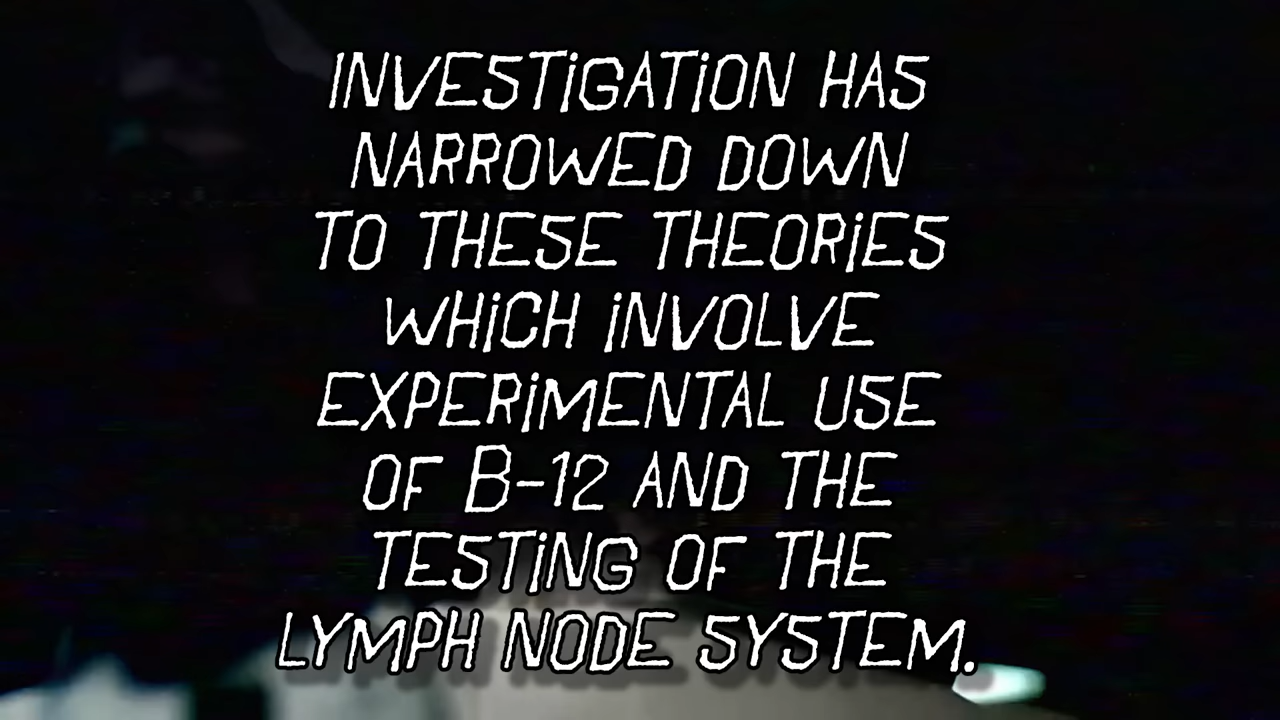 INVESTIGATION HAS
NARROWED DOWN
TO THESE THEORIES
WHICH INVOLVE
EXPERIMENTAL USE
OF B-12 AND THE
TESTING OF THE
LYMPH NODE SYSTEM.